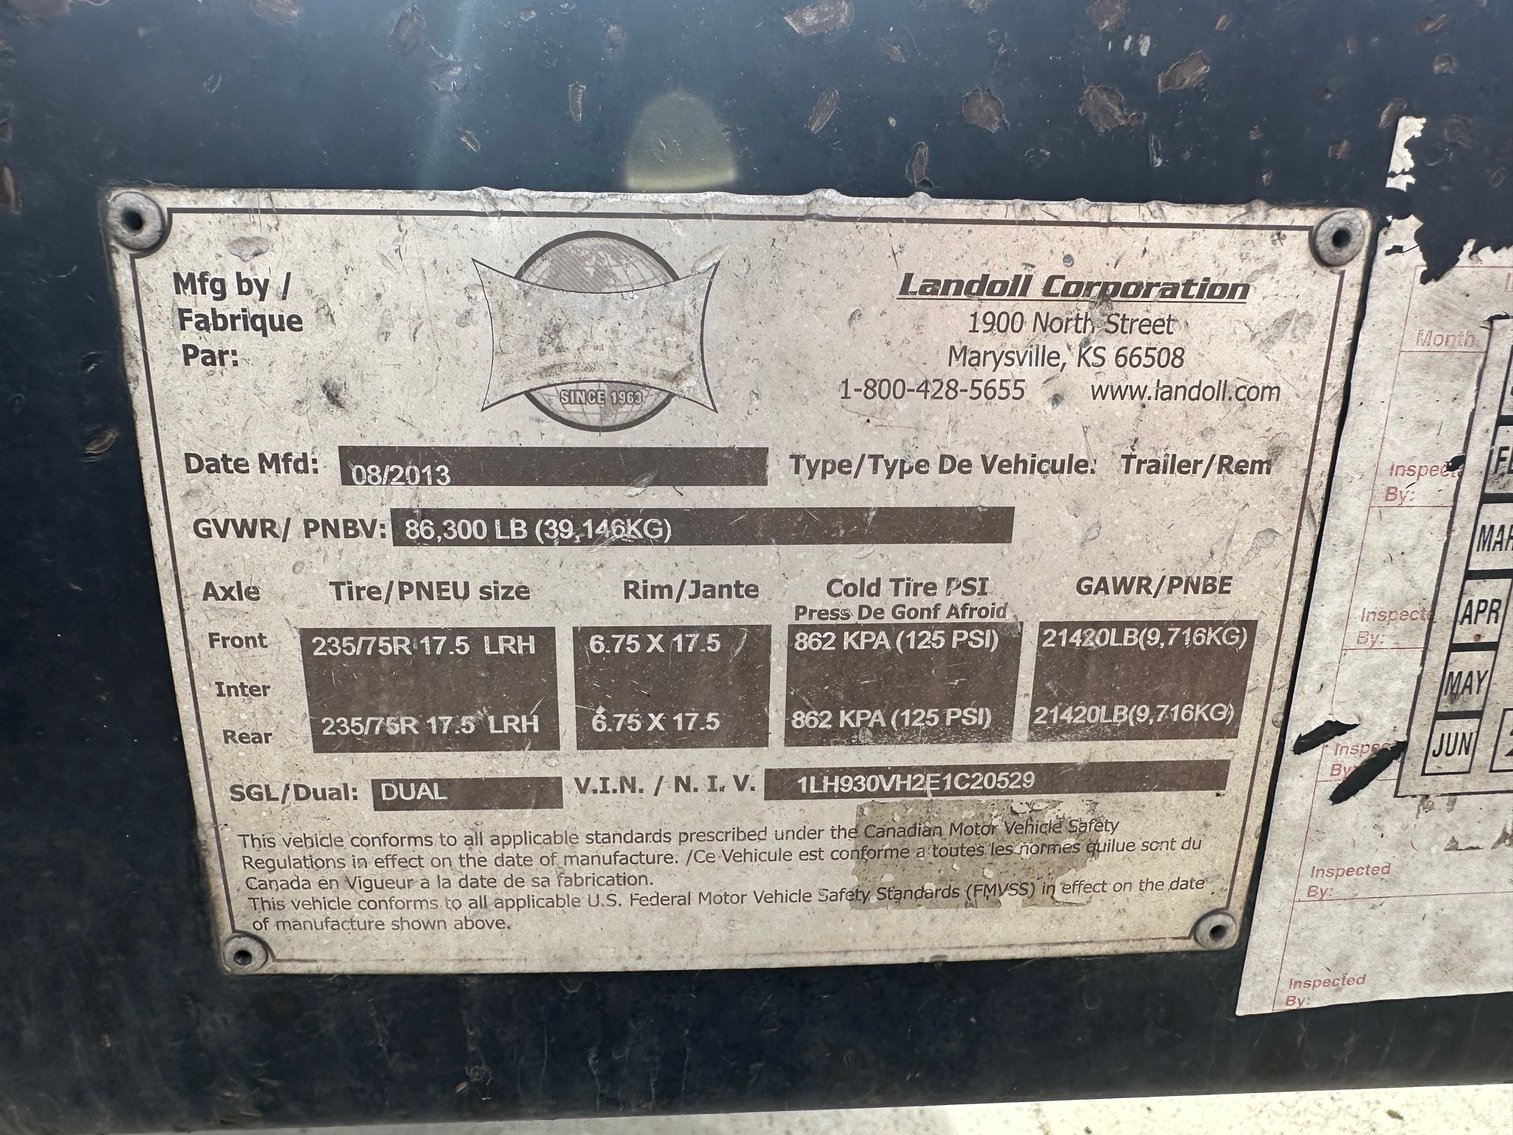 Mfg by /
Fabrique
Par:
SINCE 1963
Landoll Corporation
1900 North Street
Marysville, KS 66508
1-800-428-5655 www.landoll.com
Date Mfd: 08/2013 Type/Type De Vehicule: Trailer/Rem
GVWR/ PNBV: 86,300 LB (39,146KG)
Axle Tire/PNEU size Rim/Jante Cold Tire PSI GAWR/PNBE
Press De Gonf Afroid
Front 235/75R 17.5 LRH 6.75 X 17.5 862 KPA (125 PSI) 21420LB(9,716KG)
Inter
Rear 235/75R 17.5 LRH 6.75 X 17.5 862 KPA (125 PSI) 21420LB(9,716KG)
SGL/Dual: DUAL V.I.N. / N. I. V. 1LH930VH2E1C20529
This vehicle conforms to all applicable standards prescribed under the Canadian Motor Vehicle Safety
Regulations in effect on the date of manufacture. /Ce Vehicule est conforme a toutes les normes quilue sont du
Canada en Vigueur a la date de sa fabrication.
This vehicle conforms to all applicable U.S. Federal Motor Vehicle Safety Standards (FMVSS) in effect on the date
of manufacture shown above.
Month
Inspected
By:
MAR
Inspected
By:
APR
MAY
Inspected
By:
JUN
Inspected
By:
Inspected
By: